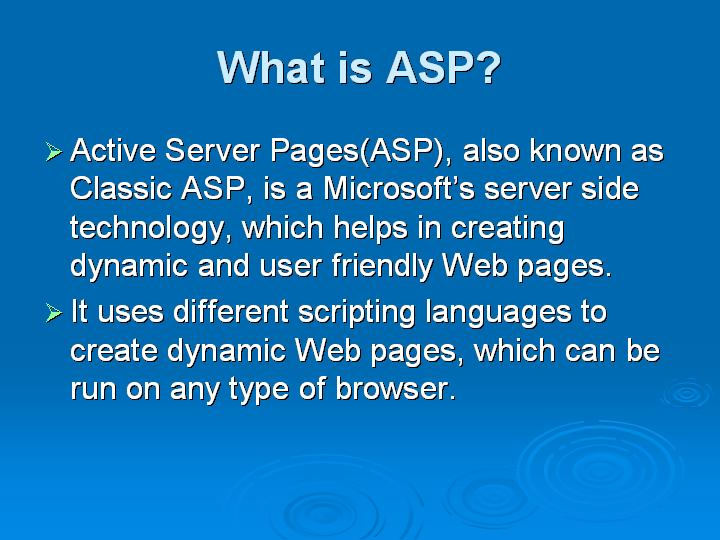 What is ASP?
Active Server Pages(ASP), also known as
Classic ASP, is a Microsoft’s server side
technology, which helps in creating
dynamic and user friendly Web pages.
It uses different scripting languages to
create dynamic Web pages, which can be
run on any type of browser.